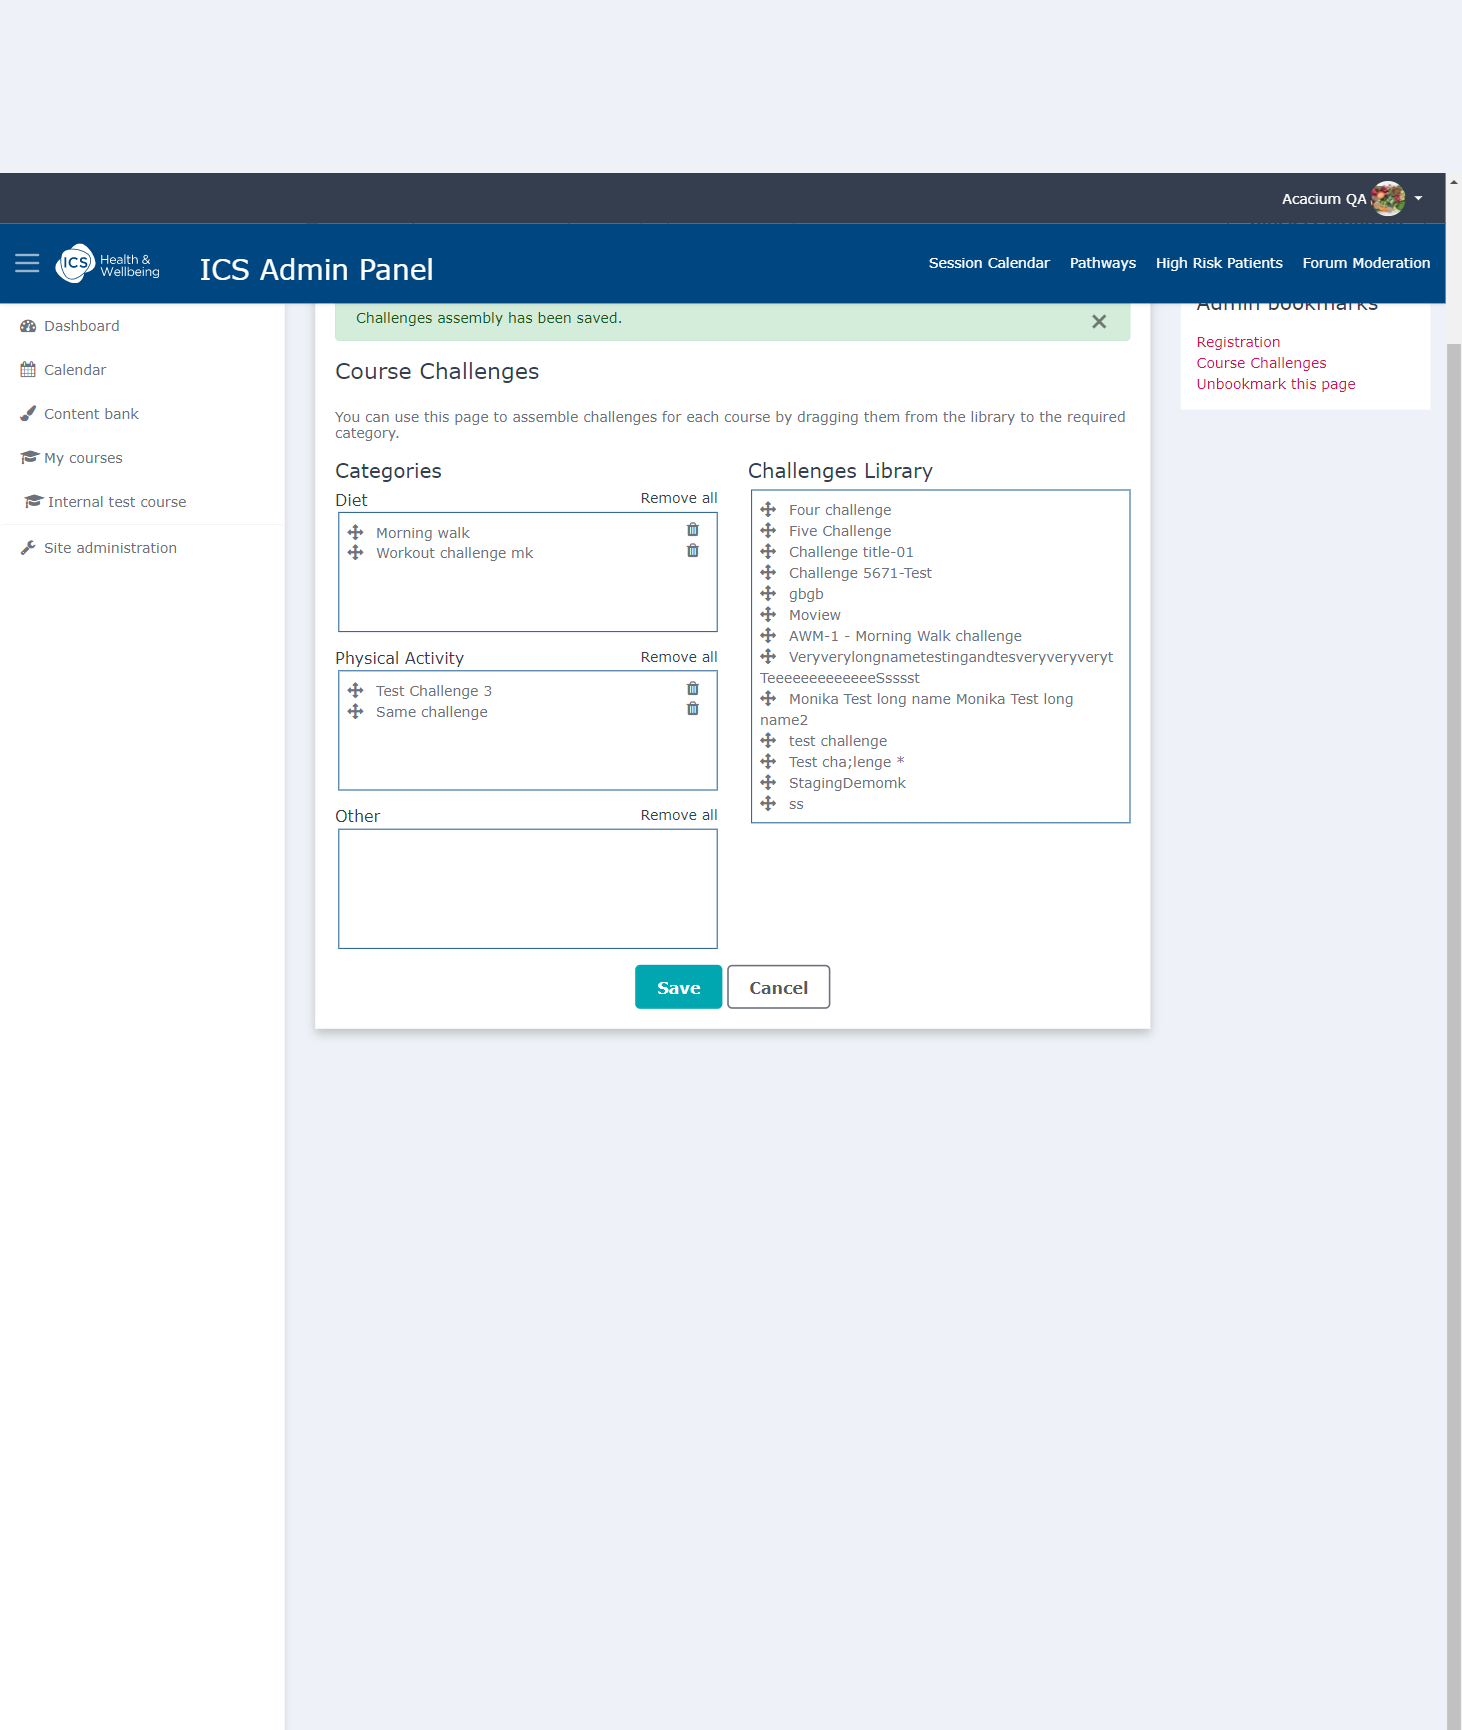 Acacium QA
ICS
Health &
Wellbeing
ICS Admin Panel
Session Calendar
Pathways
High Risk Patients
Forum Moderation
Dashboard
Calendar
Content bank
My courses
Internal test course
Site administration
Challenges assembly has been saved.
Course Challenges
You can use this page to assemble challenges for each course by dragging them from the library to the required
category.
Categories
Diet
Remove all
Morning walk
Workout challenge mk
Physical Activity
Remove all
Test Challenge 3
Same challenge
Other
Remove all
Challenges Library
Four challenge
Five Challenge
Challenge title-01
Challenge 5671-Test
gbgb
Moview
AWM-1 - Morning Walk challenge
Veryverylongnametestingandtesveryveryveryt
TeeeeeeeeeeeeeSsssst
Monika Test long name Monika Test long
name2
test challenge
Test cha;lenge *
StagingDemomk
ss
Save
Cancel
Admin bookmarks
Registration
Course Challenges
Unbookmark this page